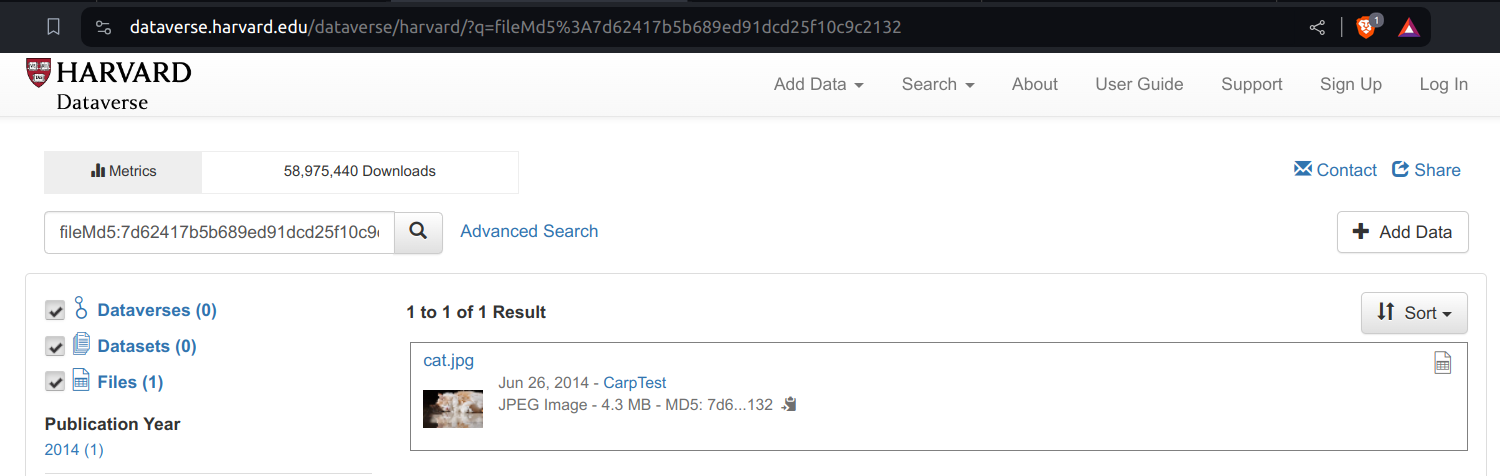 dataverse.harvard.edu/dataverse/harvard/?q=fileMd5%3A7d62417b5b689ed91dcd25f10c9c2132
1
HARVARD
Dataverse
Add Data
Search
About
User Guide
Support
Sign Up
Log In
Metrics
58,975,440 Downloads
Contact
Share
fileMd5:7d62417b5b689ed91dcd25f10c9
Advanced Search
Add Data
Dataverses (0)
Datasets (0)
Files (1)
Publication Year
2014 (1)
1 to 1 of 1 Result
Sort
cat.jpg
Jun 26, 2014 - CarpTest
JPEG Image - 4.3 MB - MD5: 7d6...132